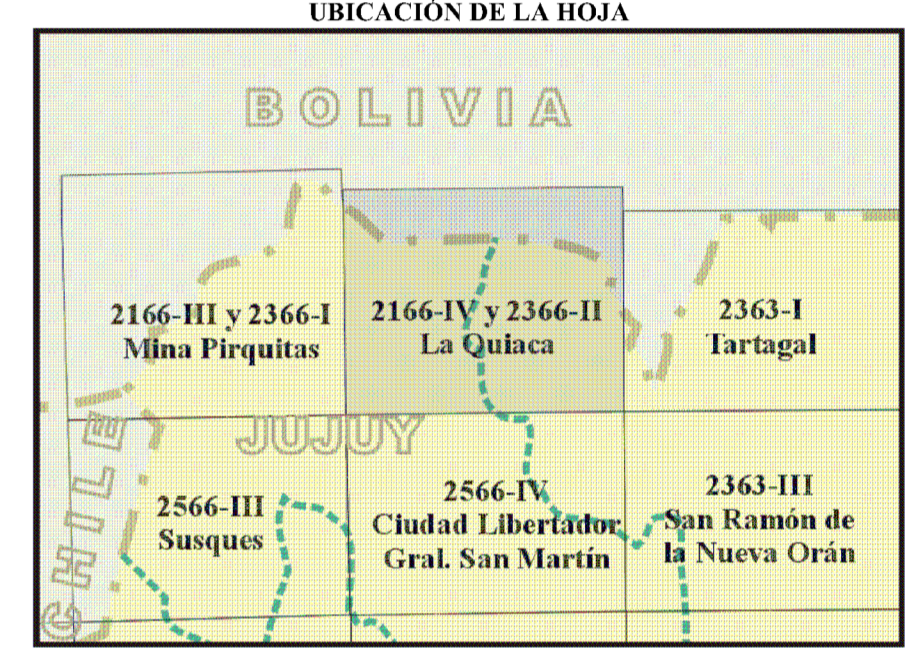 UBICACIÓN DE LA HOJA
BOLIVIA
2166-III y 2366-I
Mina Pirquitas
2166-IV y 2366-II
La Quiaca
2363-I
Tartagal
CHILE
JUJUY
2566-III
Susques
2566-IV
Ciudad Libertador
Gral. San Martín
2363-III
San Ramón de
la Nueva Orán